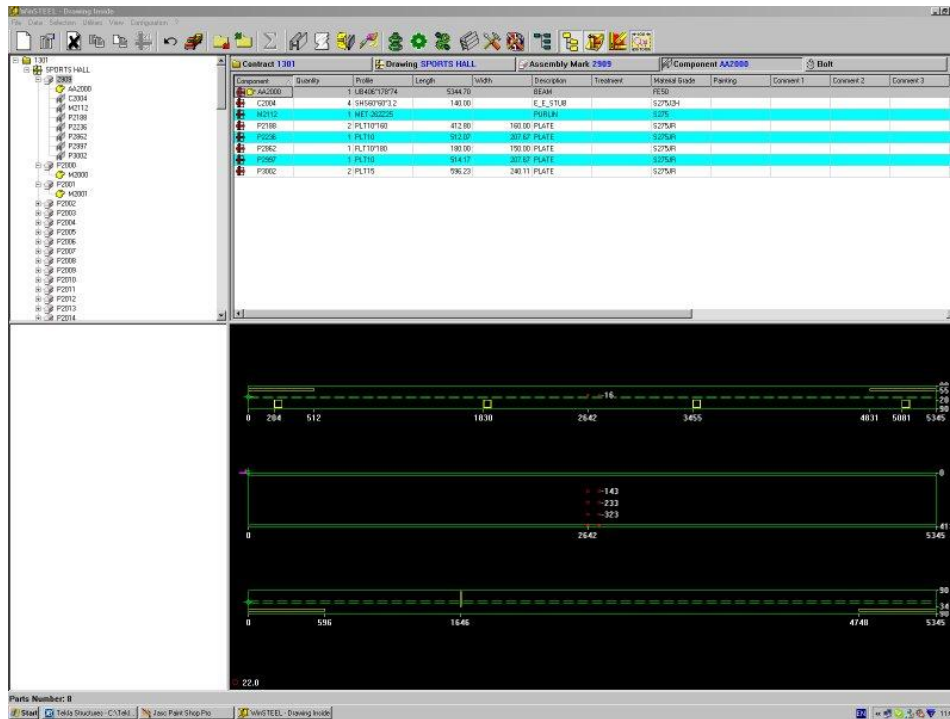 WinSTEEL - Drawing Inside
File Data Selection Utilities View Configuration ?
1301
SPORTS HALL
2909
AA2000
C2004
M2112
P2188
P2236
P2862
P2997
P3002
P2000
M2000
P2001
M2001
P2002
P2003
P2004
P2005
P2006
P2007
P2008
P2009
P2010
P2011
P2012
P2013
P2014
Contract 1301 Drawing SPORTS HALL Assembly Mark 2909 Component AA2000 Bolt
Component Quantity Profile Length Width Description Treatment Material Grade Painting Comment 1 Comment 2 Comment 3
AA2000 1 UB406*178*74 5344.70 BEAM FE50
C2004 4 SHS60*60*3.2 140.00 E_E_STUB S275J2H
M2112 1 MET-202Z25 PURLIN S275
P2188 2 PLT10*160 412.80 160.00 PLATE S275JR
P2236 1 PLT10 512.07 207.67 PLATE S275JR
P2862 1 FLT10*180 180.00 150.00 PLATE S275JR
P2997 1 PLT10 514.17 207.67 PLATE S275JR
P3002 2 PLT15 596.23 240.11 PLATE S275JR
55
-16
20
90
0 204 512 1830 2642 3455 4831 5081 5345
0
-143
-233
-323
41
0 2642 5345
90
34
90
0 596 1646 4748 5345
22.0
Parts Number: 8
Start Tekla Structures - C:\Tekl... Jasc Paint Shop Pro WinSTEEL - Drawing Inside EN 11